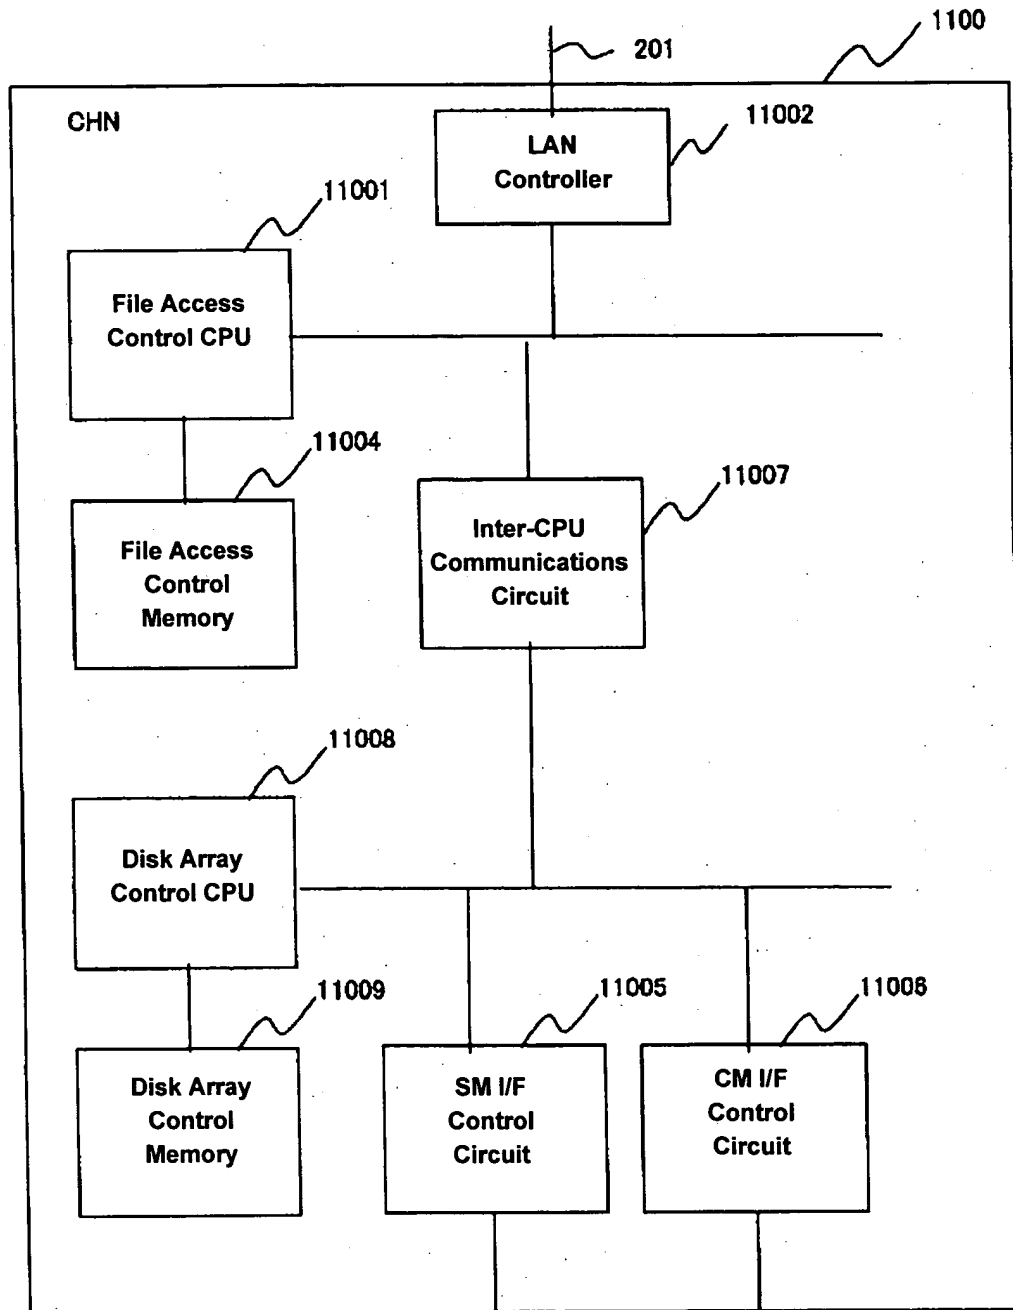 1100
201
CHN
LAN
Controller
11002
11001
File Access
Control CPU
11004
File Access
Control
Memory
11007
Inter-CPU
Communications
Circuit
11008
Disk Array
Control CPU
11009
Disk Array
Control
Memory
11005
SM I/F
Control
Circuit
11006
CM I/F
Control
Circuit